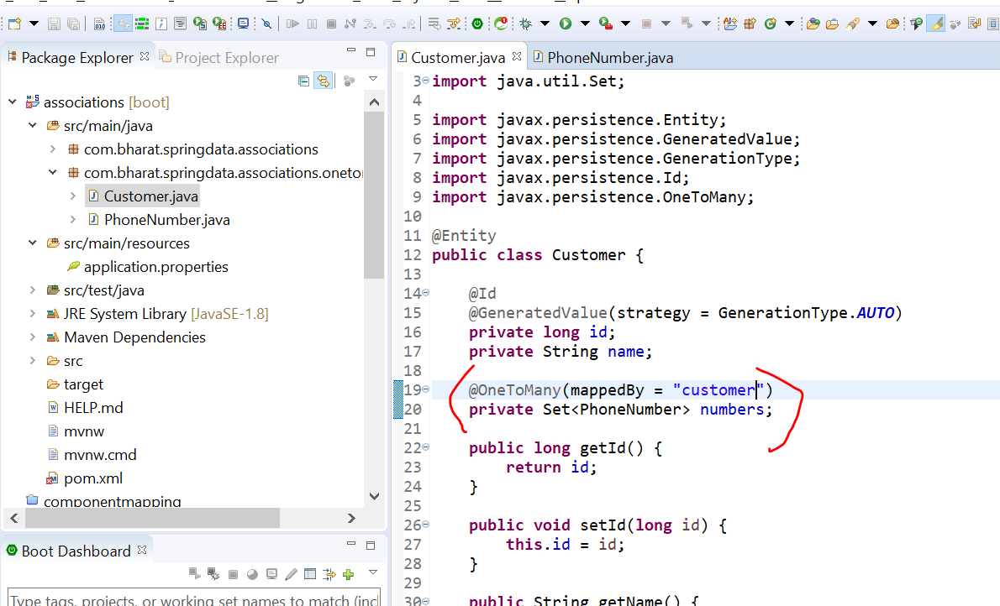 Package Explorer
Project Explorer
associations [boot]
src/main/java
com.bharat.springdata.associations
com.bharat.springdata.associations.oneto
Customer.java
PhoneNumber.java
src/main/resources
application.properties
src/test/java
JRE System Library [JavaSE-1.8]
Maven Dependencies
src
target
HELP.md
mvnw
mvnw.cmd
pom.xml
componentmapping
Boot Dashboard
Type tags, projects, or working set names to match (incl
Customer.java
PhoneNumber.java
3 import java.util.Set;
4
5 import javax.persistence.Entity;
6 import javax.persistence.GeneratedValue;
7 import javax.persistence.GenerationType;
8 import javax.persistence.Id;
9 import javax.persistence.OneToMany;
10
11 @Entity
12 public class Customer {
13
14 @Id
15 @GeneratedValue(strategy = GenerationType.AUTO)
16 private long id;
17 private String name;
18
19 @OneToMany(mappedBy = "customer")
20 private Set<PhoneNumber> numbers;
21
22 public long getId() {
23 return id;
24 }
25
26 public void setId(long id) {
27 this.id = id;
28 }
29
30 public String getName() {